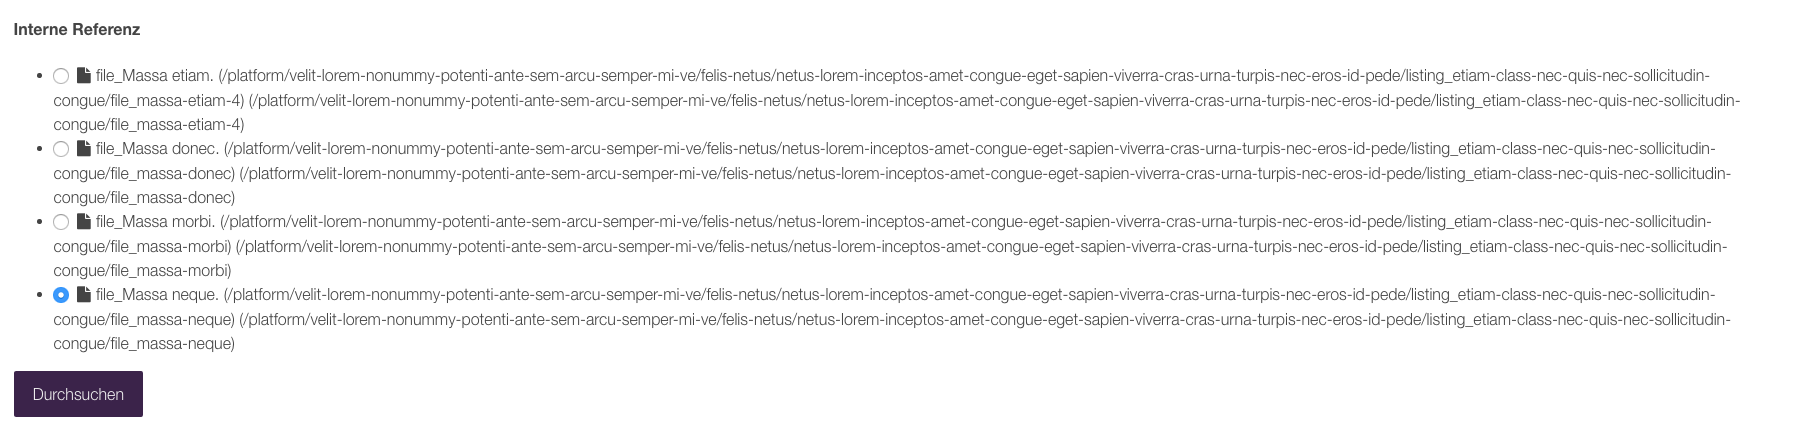 Interne Referenz
file_Massa etiam. (/platform/velit-lorem-nonummy-potenti-ante-sem-arcu-semper-mi-ve/felis-netus/netus-lorem-inceptos-amet-congue-eget-sapien-viverra-cras-urna-turpis-nec-eros-id-pede/listing_etiam-class-nec-quis-nec-sollicitudin-
congue/file_massa-etiam-4) (/platform/velit-lorem-nonummy-potenti-ante-sem-arcu-semper-mi-ve/felis-netus/netus-lorem-inceptos-amet-congue-eget-sapien-viverra-cras-urna-turpis-nec-eros-id-pede/listing_etiam-class-nec-quis-nec-sollicitudin-
congue/file_massa-etiam-4)
file_Massa donec. (/platform/velit-lorem-nonummy-potenti-ante-sem-arcu-semper-mi-ve/felis-netus/netus-lorem-inceptos-amet-congue-eget-sapien-viverra-cras-urna-turpis-nec-eros-id-pede/listing_etiam-class-nec-quis-nec-sollicitudin-
congue/file_massa-donec) (/platform/velit-lorem-nonummy-potenti-ante-sem-arcu-semper-mi-ve/felis-netus/netus-lorem-inceptos-amet-congue-eget-sapien-viverra-cras-urna-turpis-nec-eros-id-pede/listing_etiam-class-nec-quis-nec-sollicitudin-
congue/file_massa-donec)
file_Massa morbi. (/platform/velit-lorem-nonummy-potenti-ante-sem-arcu-semper-mi-ve/felis-netus/netus-lorem-inceptos-amet-congue-eget-sapien-viverra-cras-urna-turpis-nec-eros-id-pede/listing_etiam-class-nec-quis-nec-sollicitudin-
congue/file_massa-morbi) (/platform/velit-lorem-nonummy-potenti-ante-sem-arcu-semper-mi-ve/felis-netus/netus-lorem-inceptos-amet-congue-eget-sapien-viverra-cras-urna-turpis-nec-eros-id-pede/listing_etiam-class-nec-quis-nec-sollicitudin-
congue/file_massa-morbi)
file_Massa neque. (/platform/velit-lorem-nonummy-potenti-ante-sem-arcu-semper-mi-ve/felis-netus/netus-lorem-inceptos-amet-congue-eget-sapien-viverra-cras-urna-turpis-nec-eros-id-pede/listing_etiam-class-nec-quis-nec-sollicitudin-
congue/file_massa-neque) (/platform/velit-lorem-nonummy-potenti-ante-sem-arcu-semper-mi-ve/felis-netus/netus-lorem-inceptos-amet-congue-eget-sapien-viverra-cras-urna-turpis-nec-eros-id-pede/listing_etiam-class-nec-quis-nec-sollicitudin-
congue/file_massa-neque)
Durchsuchen